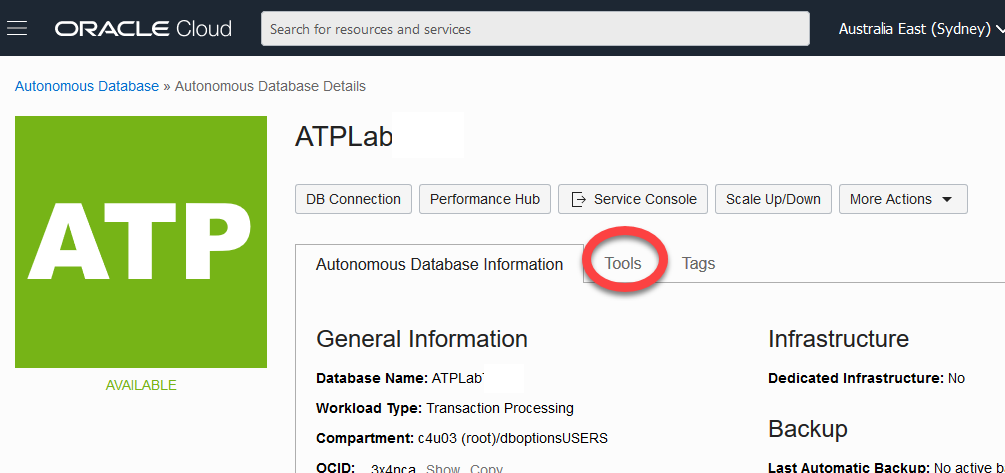 ORACLE Cloud
Search for resources and services
Australia East (Sydney)
Autonomous Database » Autonomous Database Details
ATP
AVAILABLE
ATPLab
DB Connection
Performance Hub
Service Console
Scale Up/Down
More Actions
Autonomous Database Information
Tools
Tags
General Information
Database Name: ATPLab
Workload Type: Transaction Processing
Compartment: c4u03 (root)/dboptionsUSERS
OCID: ...3x4nca Show Copy
Infrastructure
Dedicated Infrastructure: No
Backup
Last Automatic Backup: No active